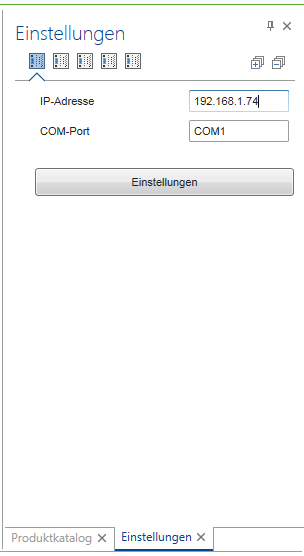 Einstellungen
IP-Adresse 192.168.1.74
COM-Port COM1
Einstellungen
Produktkatalog Einstellungen